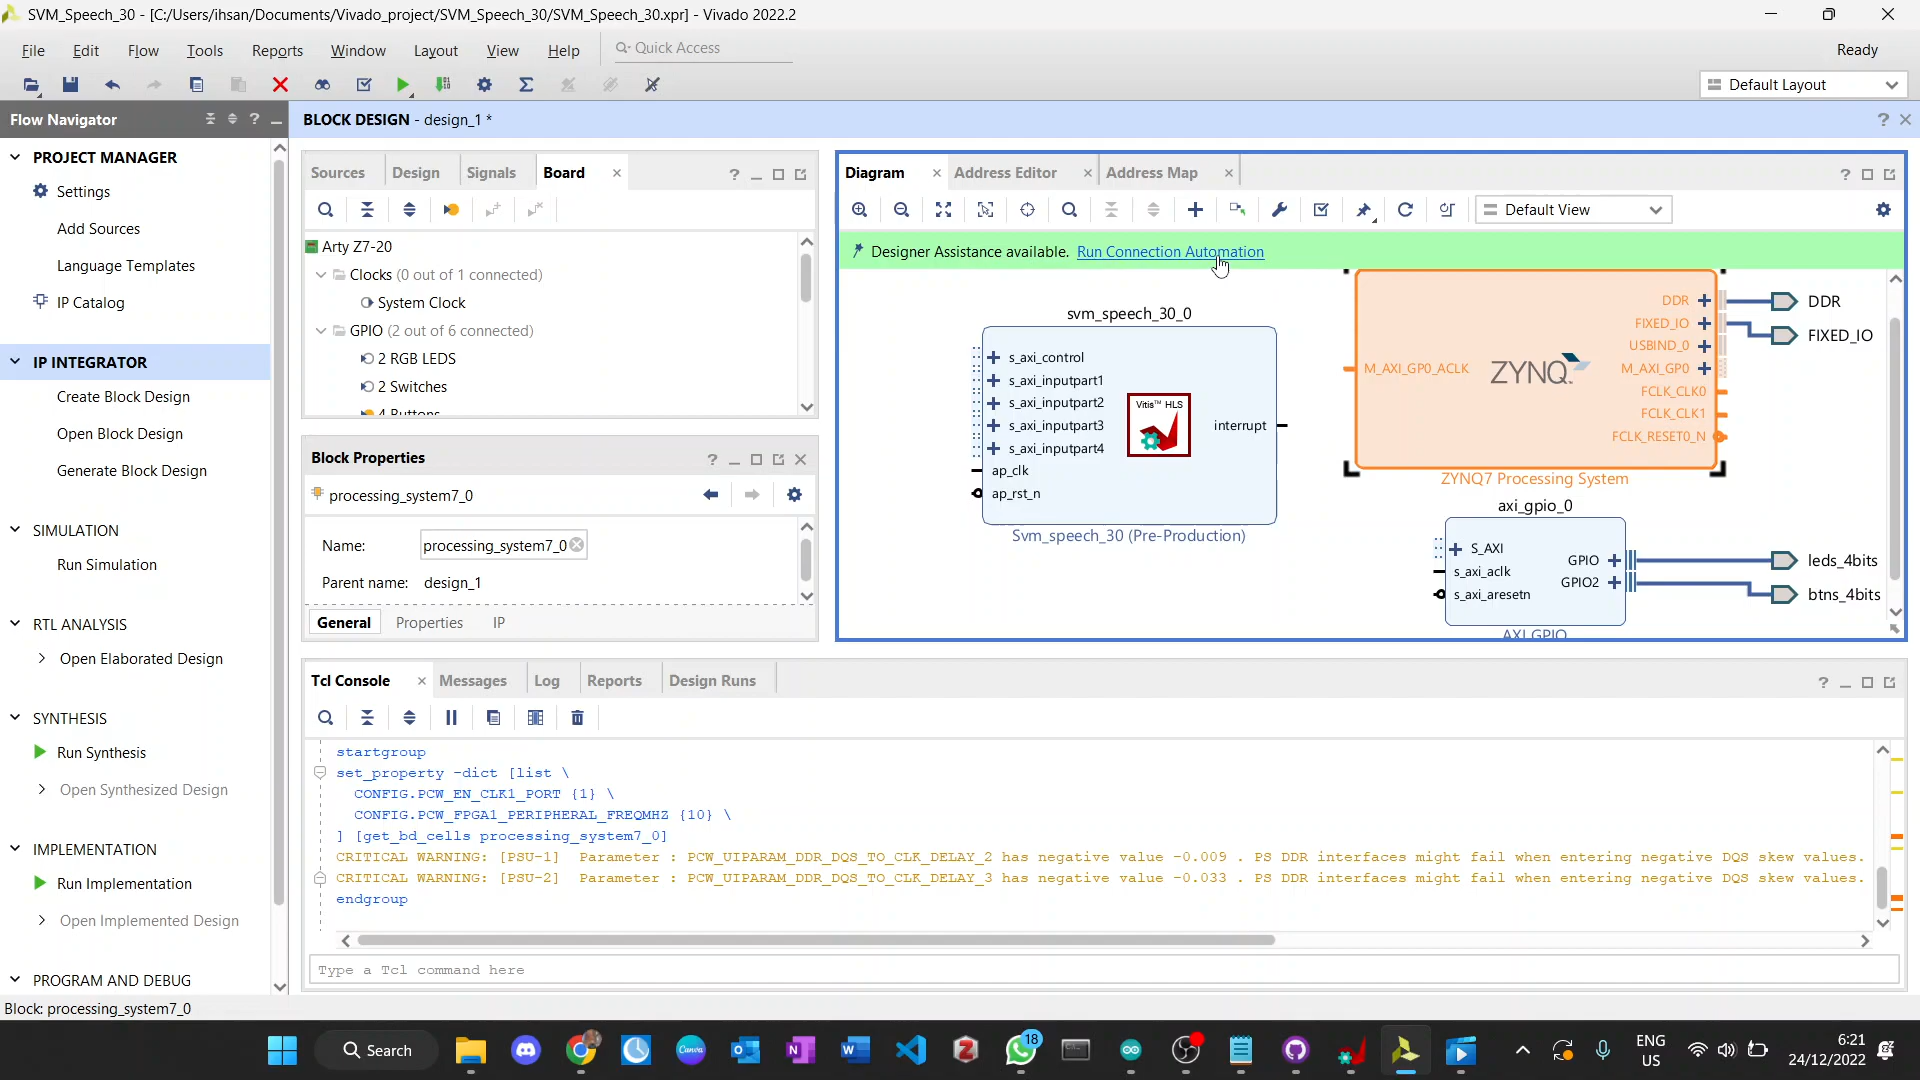 SVM_Speech_30 - [C:/Users/ihsan/Documents/Vivado_project/SVM_Speech_30/SVM_Speech_30.xpr] - Vivado 2022.2
File Edit Flow Tools Reports Window Layout View Help Quick Access Ready
Default Layout
Flow Navigator
BLOCK DESIGN - design_1 *
PROJECT MANAGER
Settings
Add Sources
Language Templates
IP Catalog
IP INTEGRATOR
Create Block Design
Open Block Design
Generate Block Design
SIMULATION
Run Simulation
RTL ANALYSIS
Open Elaborated Design
SYNTHESIS
Run Synthesis
Open Synthesized Design
IMPLEMENTATION
Run Implementation
Open Implemented Design
PROGRAM AND DEBUG
Sources Design Signals Board
Arty Z7-20
Clocks (0 out of 1 connected)
System Clock
GPIO (2 out of 6 connected)
2 RGB LEDS
2 Switches
4 Buttons
Block Properties
processing_system7_0
Name: processing_system7_0
Parent name: design_1
General Properties IP
Diagram Address Editor Address Map
Default View
Designer Assistance available. Run Connection Automation
svm_speech_30_0
s_axi_control
s_axi_inputpart1
s_axi_inputpart2
s_axi_inputpart3
s_axi_inputpart4
ap_clk
ap_rst_n
Vitis™ HLS
interrupt
Svm_speech_30 (Pre-Production)
M_AXI_GP0_ACLK
ZYNQ
DDR
FIXED_IO
USBIND_0
M_AXI_GP0
FCLK_CLK0
FCLK_CLK1
FCLK_RESET0_N
ZYNQ7 Processing System
DDR
FIXED_IO
axi_gpio_0
S_AXI
s_axi_aclk
s_axi_aresetn
GPIO
GPIO2
AXI GPIO
leds_4bits
btns_4bits
Tcl Console Messages Log Reports Design Runs
startgroup
set_property -dict [list \
CONFIG.PCW_EN_CLK1_PORT {1} \
CONFIG.PCW_FPGA1_PERIPHERAL_FREQMHZ {10} \
] [get_bd_cells processing_system7_0]
CRITICAL WARNING: [PSU-1] Parameter : PCW_UIPARAM_DDR_DQS_TO_CLK_DELAY_2 has negative value -0.009 . PS DDR interfaces might fail when entering negative DQS skew values.
CRITICAL WARNING: [PSU-2] Parameter : PCW_UIPARAM_DDR_DQS_TO_CLK_DELAY_3 has negative value -0.033 . PS DDR interfaces might fail when entering negative DQS skew values.
endgroup
Type a Tcl command here
Block: processing_system7_0
Search
18
ENG
US
6:21
24/12/2022